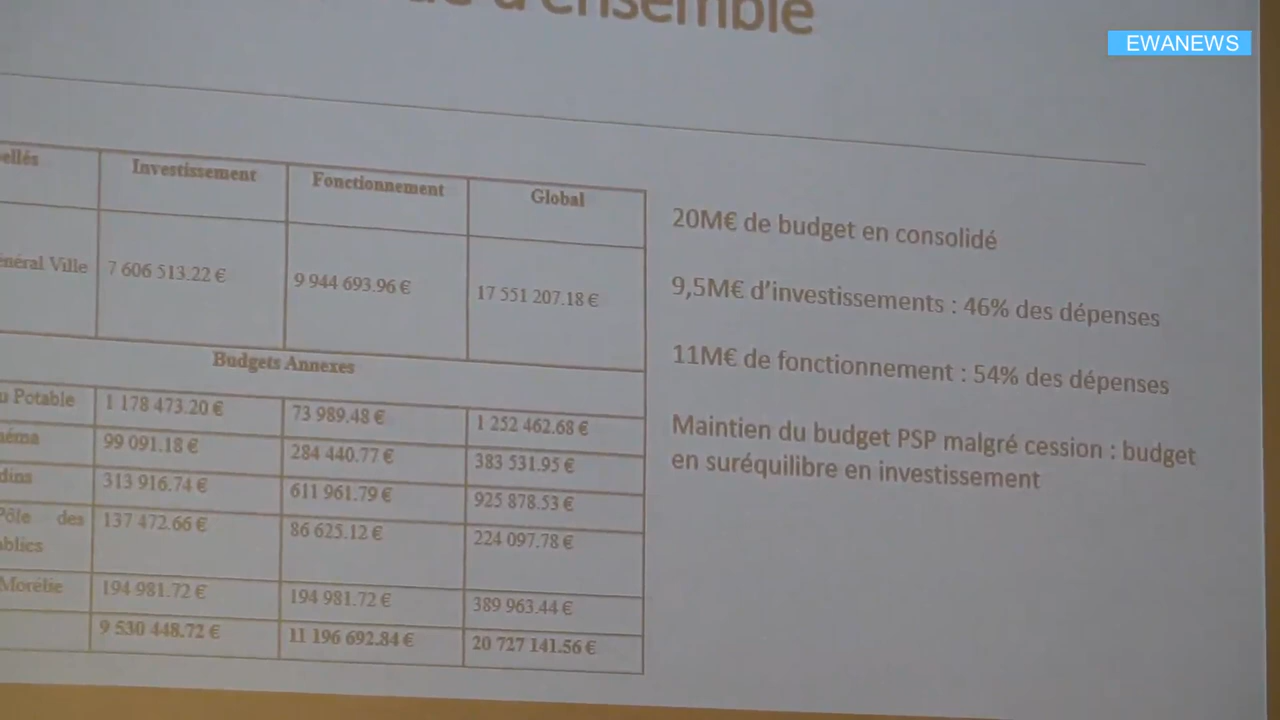 d'ensemble
EWANEWS
Investissement Fonctionnement Global
Ville 7 606 513.22 € 9 944 693.96 € 17 551 207.18 €
Budgets Annexes
Potable 1 178 473.20 € 73 989.48 € 1 252 462.68 €
99 091.18 € 284 440.77 € 383 531.95 €
313 916.74 € 611 961.79 € 925 878.53 €
Pôle des 137 472.66 € 86 625.12 € 224 097.78 €
Morélie 194 981.72 € 194 981.72 € 389 963.44 €
9 530 448.72 € 11 196 692.84 € 20 727 141.56 €
20M€ de budget en consolidé
9,5M€ d'investissements : 46% des dépenses
11M€ de fonctionnement : 54% des dépenses
Maintien du budget PSP malgré cession : budget
en suréquilibre en investissement